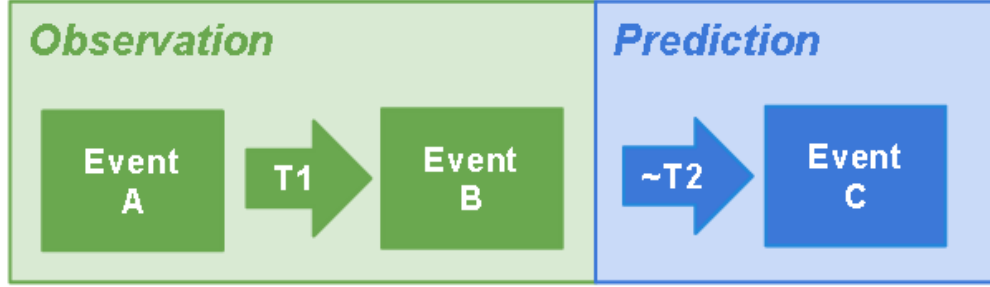 Observation
Prediction
Event
A
T1
Event
B
~T2
Event
C